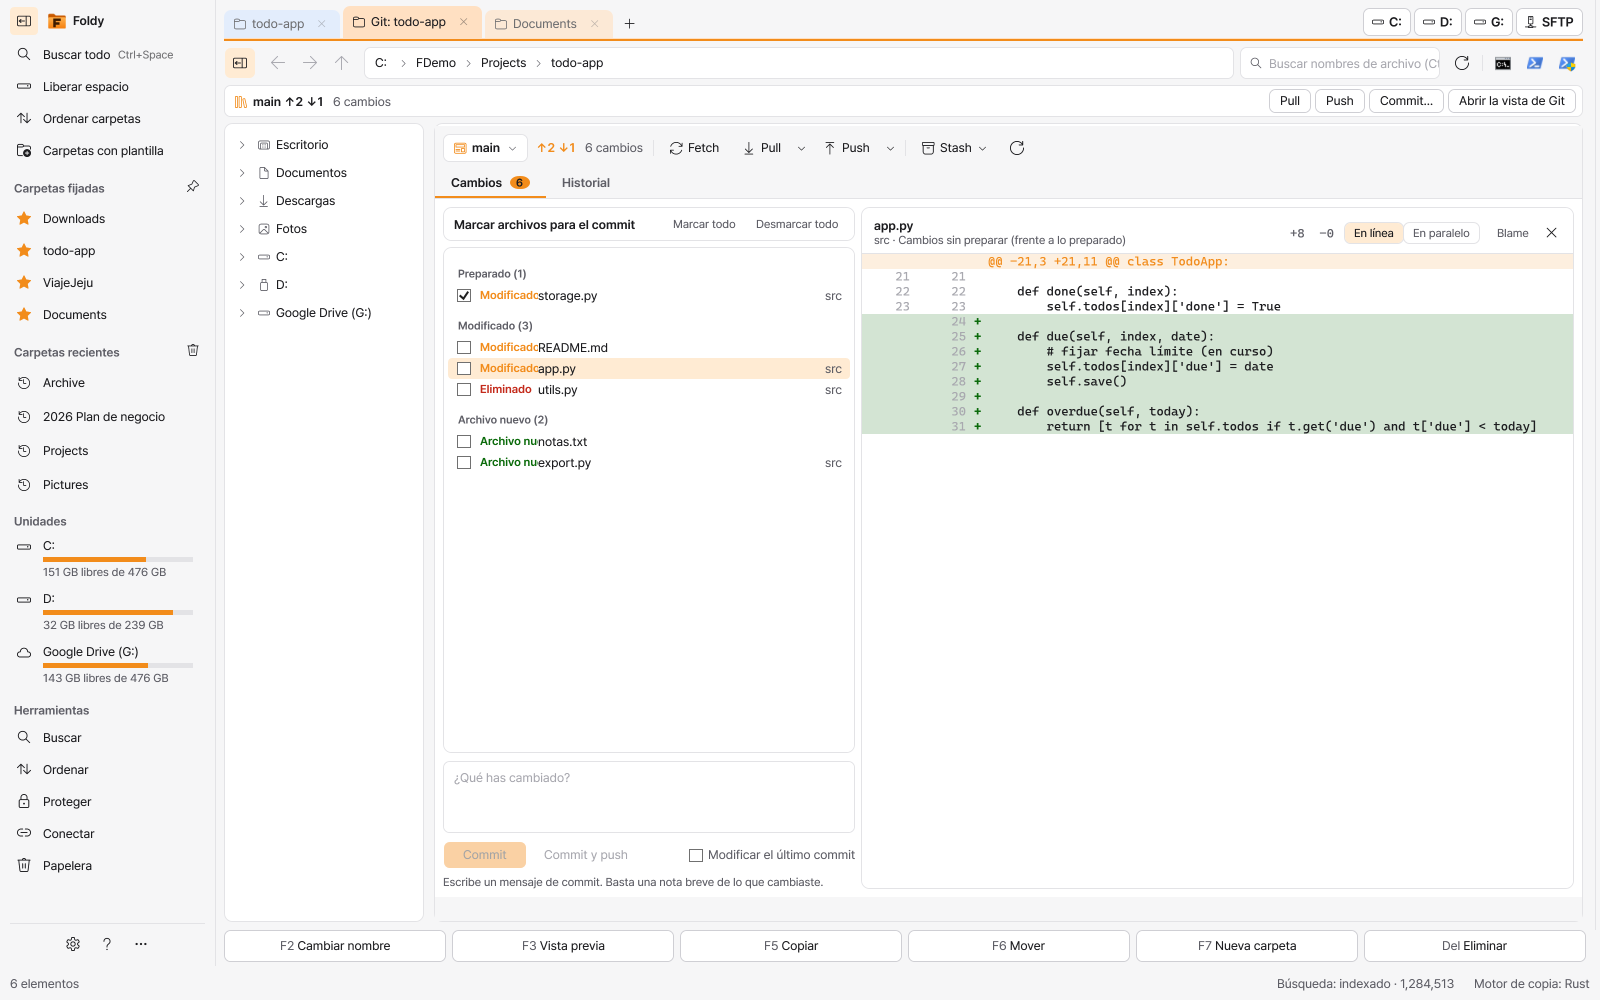 Foldy
Buscar todo Ctrl+Space
Liberar espacio
Ordenar carpetas
Carpetas con plantilla
Carpetas fijadas
Downloads
todo-app
ViajeJeju
Documents
Carpetas recientes
Archive
2026 Plan de negocio
Projects
Pictures
Unidades
C:
151 GB libres de 476 GB
D:
32 GB libres de 239 GB
Google Drive (G:)
143 GB libres de 476 GB
Herramientas
Buscar
Ordenar
Proteger
Conectar
Papelera
6 elementos
todo-app
Git: todo-app
Documents
C: D: G: SFTP
C: FDemo Projects todo-app
Buscar nombres de archivo (Ct
main ↑2 ↓1 6 cambios
Pull Push Commit... Abrir la vista de Git
Escritorio
Documentos
Descargas
Fotos
C:
D:
Google Drive (G:)
main ↑2 ↓1 6 cambios Fetch Pull Push Stash
Cambios 6 Historial
Marcar archivos para el commit Marcar todo Desmarcar todo
Preparado (1)
Modificado storage.py src
Modificado (3)
Modificado README.md
Modificado app.py src
Eliminado utils.py src
Archivo nuevo (2)
Archivo nu notas.txt
Archivo nu export.py src
¿Qué has cambiado?
Commit Commit y push Modificar el último commit
Escribe un mensaje de commit. Basta una nota breve de lo que cambiaste.
app.py
src · Cambios sin preparar (frente a lo preparado)
+8 −0 En línea En paralelo Blame
@@ −21,3 +21,11 @@ class TodoApp:
21 21
22 22 def done(self, index):
23 23 self.todos[index]['done'] = True
24 +
25 + def due(self, index, date):
26 + # fijar fecha límite (en curso)
27 + self.todos[index]['due'] = date
28 + self.save()
29 +
30 + def overdue(self, today):
31 + return [t for t in self.todos if t.get('due') and t['due'] < today]
F2 Cambiar nombre
F3 Vista previa
F5 Copiar
F6 Mover
F7 Nueva carpeta
Del Eliminar
Búsqueda: indexado · 1,284,513 Motor de copia: Rust